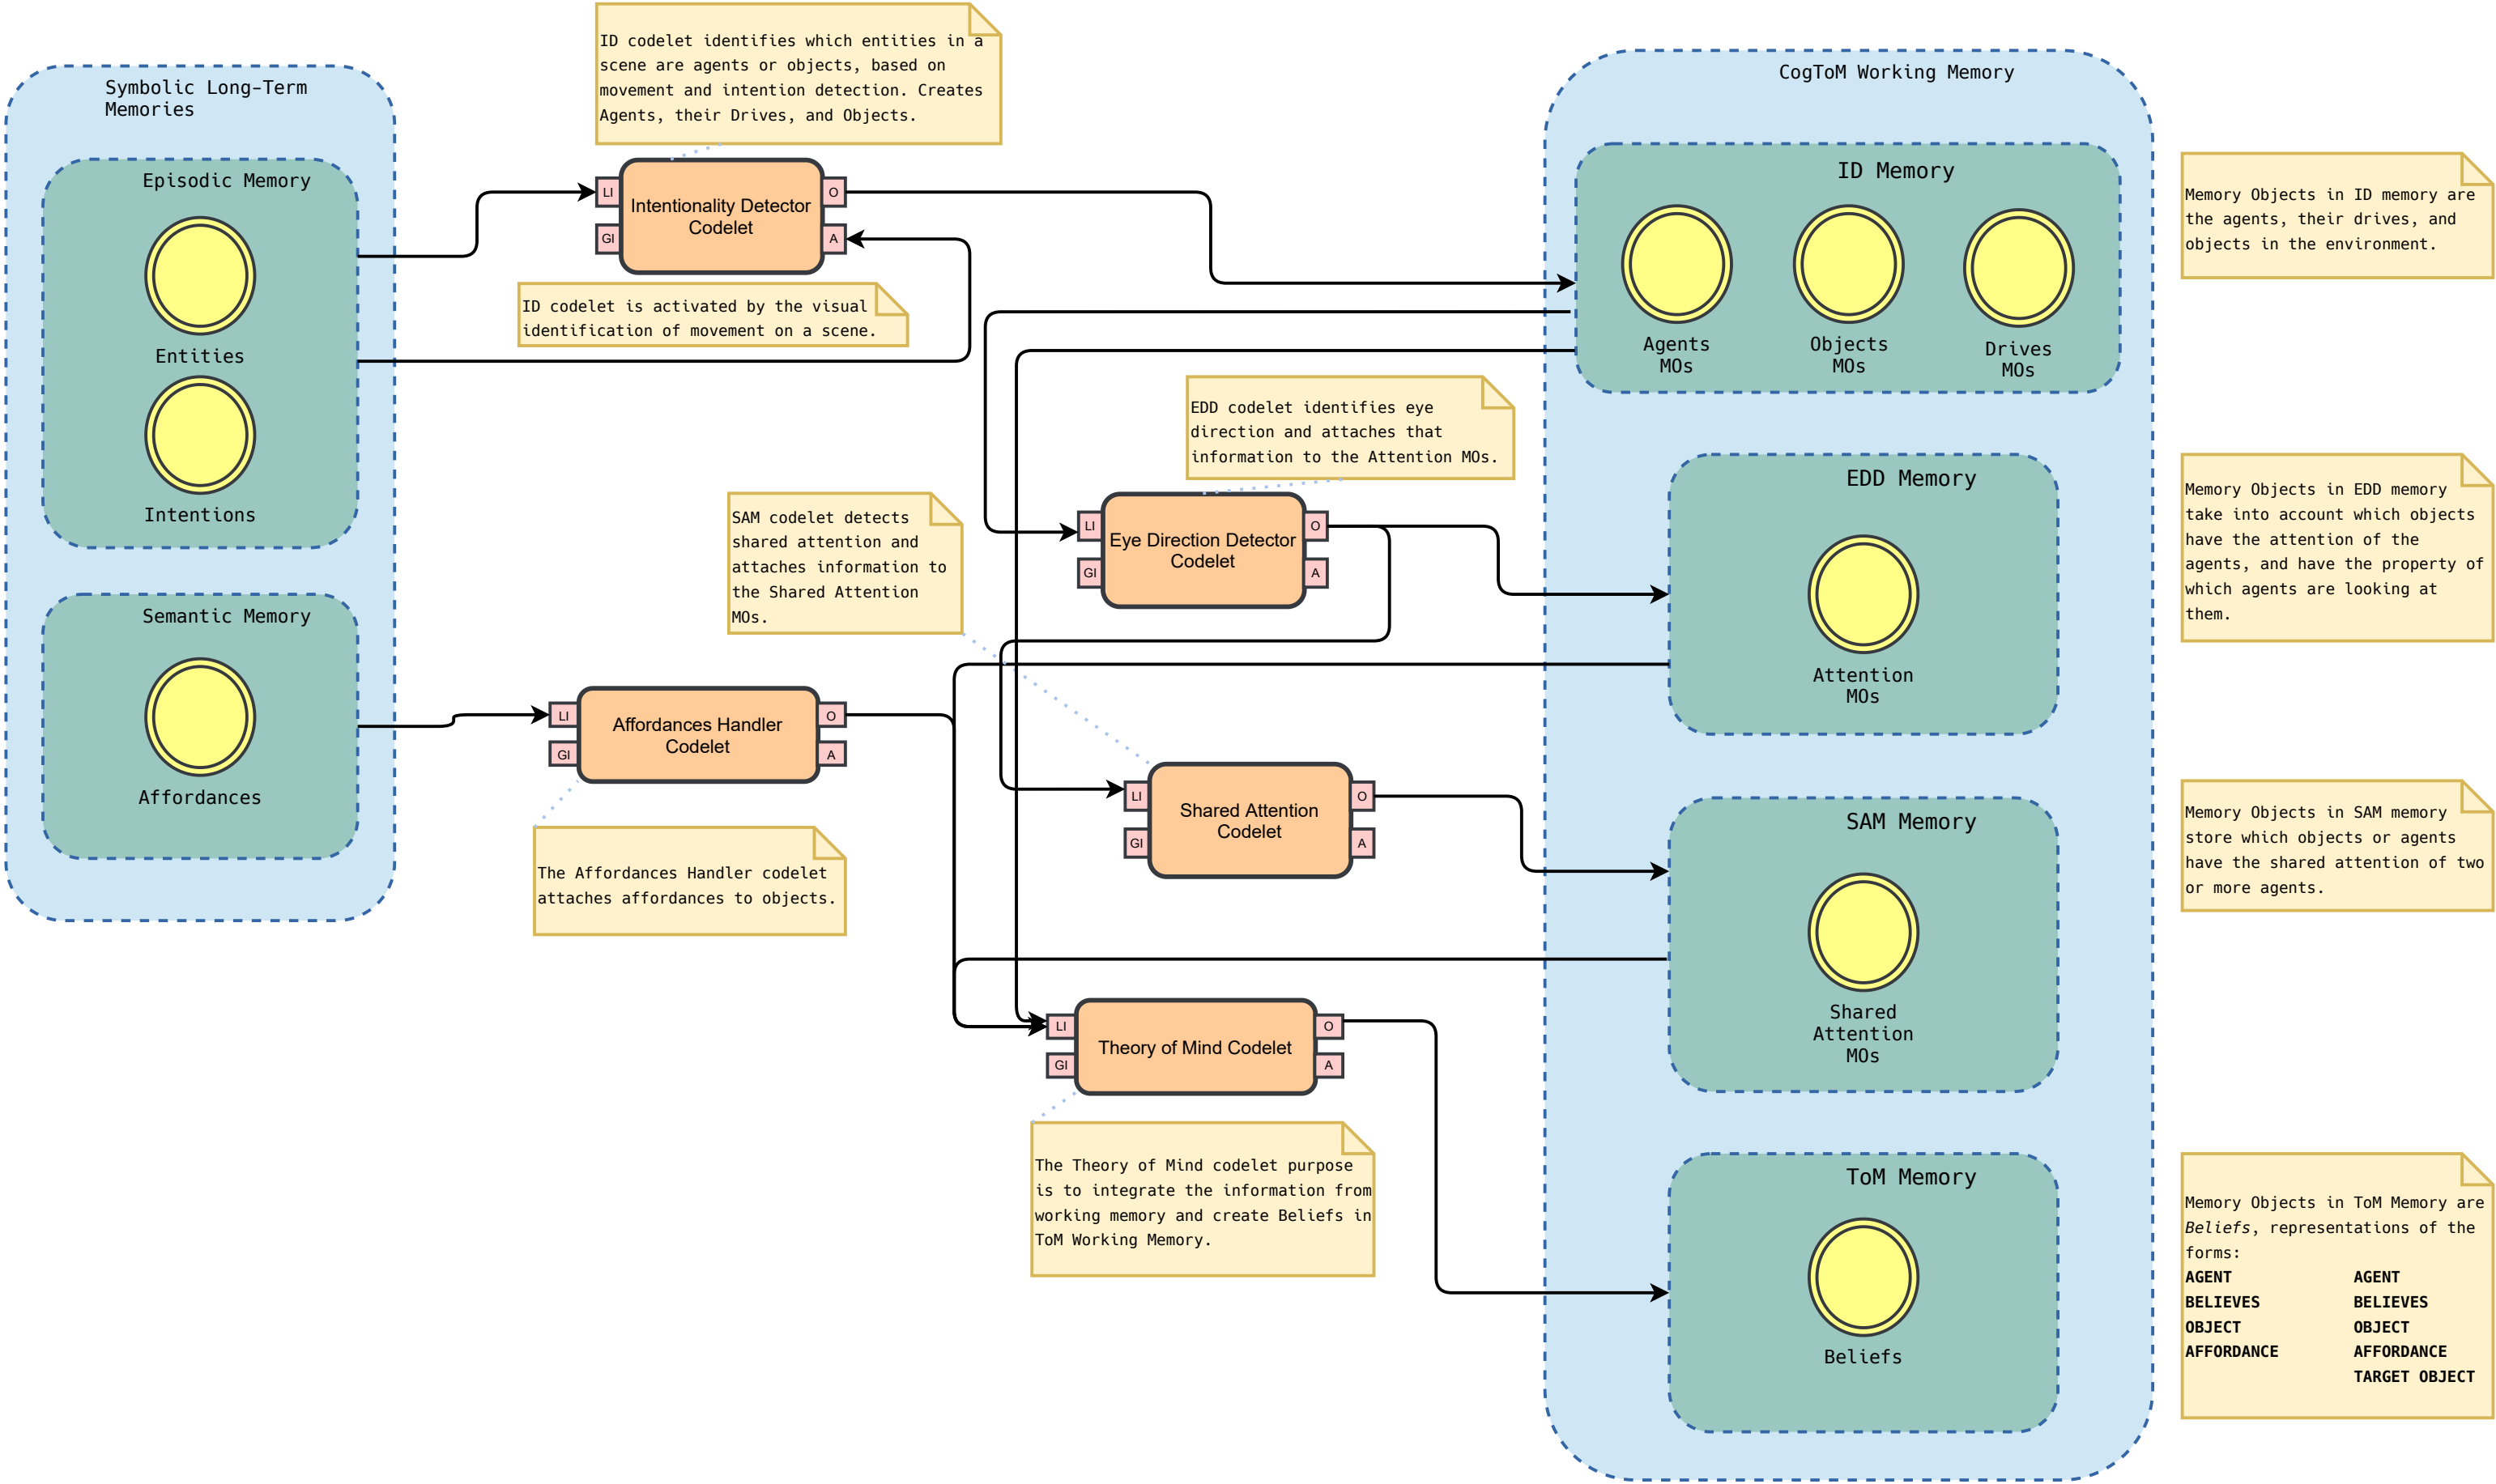 Symbolic Long-Term
Memories
Episodic Memory
Entities
Intentions
Semantic Memory
Affordances
ID codelet identifies which entities in a
scene are agents or objects, based on
movement and intention detection. Creates
Agents, their Drives, and Objects.
LI
GI
Intentionality Detector
Codelet
O
A
ID codelet is activated by the visual
identification of movement on a scene.
EDD codelet identifies eye
direction and attaches that
information to the Attention MOs.
LI
GI
Eye Direction Detector
Codelet
O
A
SAM codelet detects
shared attention and
attaches information to
the Shared Attention
MOs.
LI
GI
Affordances Handler
Codelet
O
A
The Affordances Handler codelet
attaches affordances to objects.
LI
GI
Shared Attention
Codelet
O
A
LI
GI
Theory of Mind Codelet
O
A
The Theory of Mind codelet purpose
is to integrate the information from
working memory and create Beliefs in
ToM Working Memory.
CogToM Working Memory
ID Memory
Agents
MOs
Objects
MOs
Drives
MOs
EDD Memory
Attention
MOs
SAM Memory
Shared
Attention
MOs
ToM Memory
Beliefs
Memory Objects in ID memory are
the agents, their drives, and
objects in the environment.
Memory Objects in EDD memory
take into account which objects
have the attention of the
agents, and have the property of
which agents are looking at
them.
Memory Objects in SAM memory
store which objects or agents
have the shared attention of two
or more agents.
Memory Objects in ToM Memory are
Beliefs, representations of the
forms:
AGENT
BELIEVES
OBJECT
AFFORDANCE
AGENT
BELIEVES
OBJECT
AFFORDANCE
TARGET OBJECT